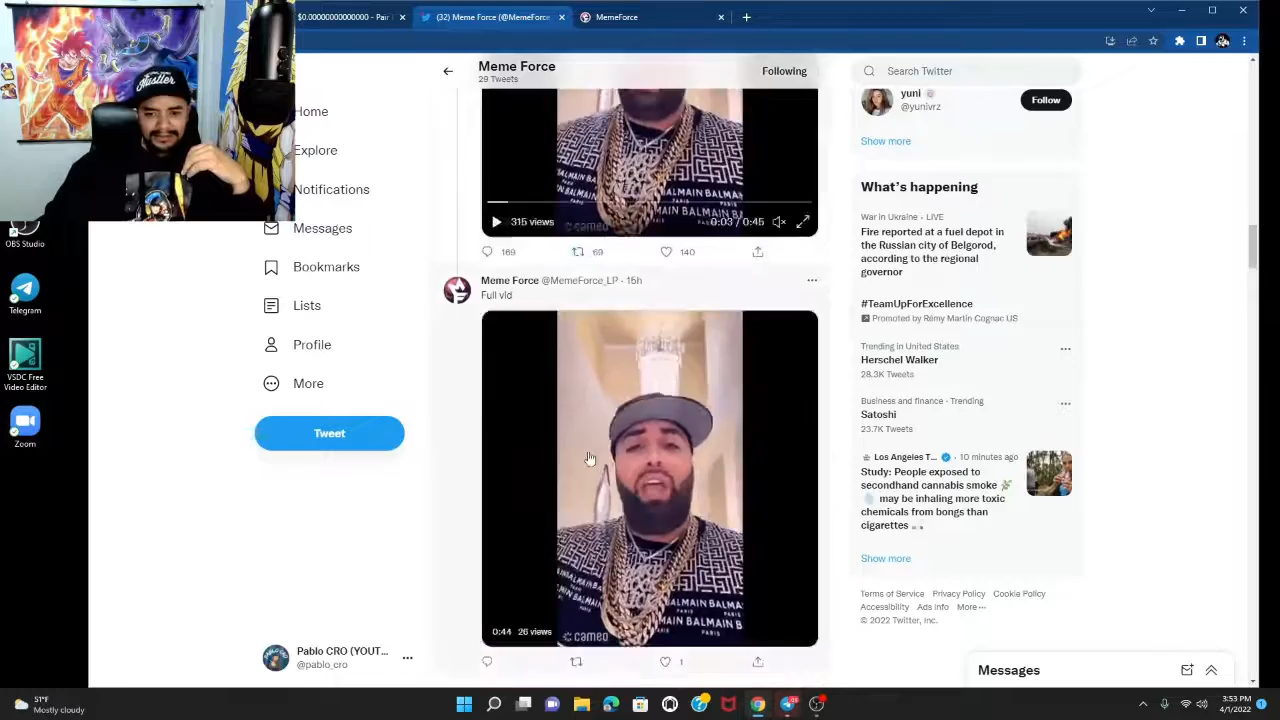 $0.00000000000000 - Pair
(32) Meme Force (@MemeForce
MemeForce
Hustler
OBS Studio
Telegram
VSDC Free
Video Editor
Zoom
Home
Explore
Notifications
Messages
Bookmarks
Lists
Profile
More
Tweet
Pablo CRO (YOUT...
@pablo_cro
Meme Force
29 Tweets
Following
BALMAIN BALMA
PARIS
315 views
0:03 / 0:45
169
69
140
Meme Force @MemeForce_LP · 15h
Full vid
ALMAIN BALM
PARIS
0:44 26 views
cameo
1
Search Twitter
yuni
@yunivrz
Follow
Show more
What's happening
War in Ukraine · LIVE
Fire reported at a fuel depot in
the Russian city of Belgorod,
according to the regional
governor
#TeamUpForExcellence
Promoted by Rémy Martin Cognac US
Trending in United States
Herschel Walker
28.3K Tweets
Business and finance · Trending
Satoshi
23.7K Tweets
Los Angeles T... · 10 minutes ago
Study: People exposed to
secondhand cannabis smoke
may be inhaling more toxic
chemicals from bongs than
cigarettes
Show more
Terms of Service Privacy Policy Cookie Policy
Accessibility Ads info More ···
© 2022 Twitter, Inc.
Messages
51°F
Mostly cloudy
3:53 PM
4/1/2022